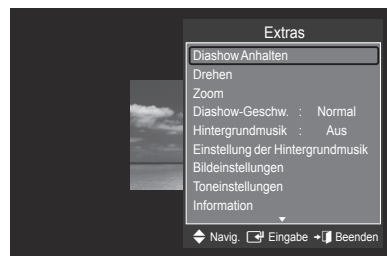 Extras
Diashow Anhalten
Drehen
Zoom
Diashow-Geschw. : Normal
Hintergrundmusik : Aus
Einstellung der Hintergrundmusik
Bildeinstellungen
Toneinstellungen
Information
Navig. Eingabe Beenden